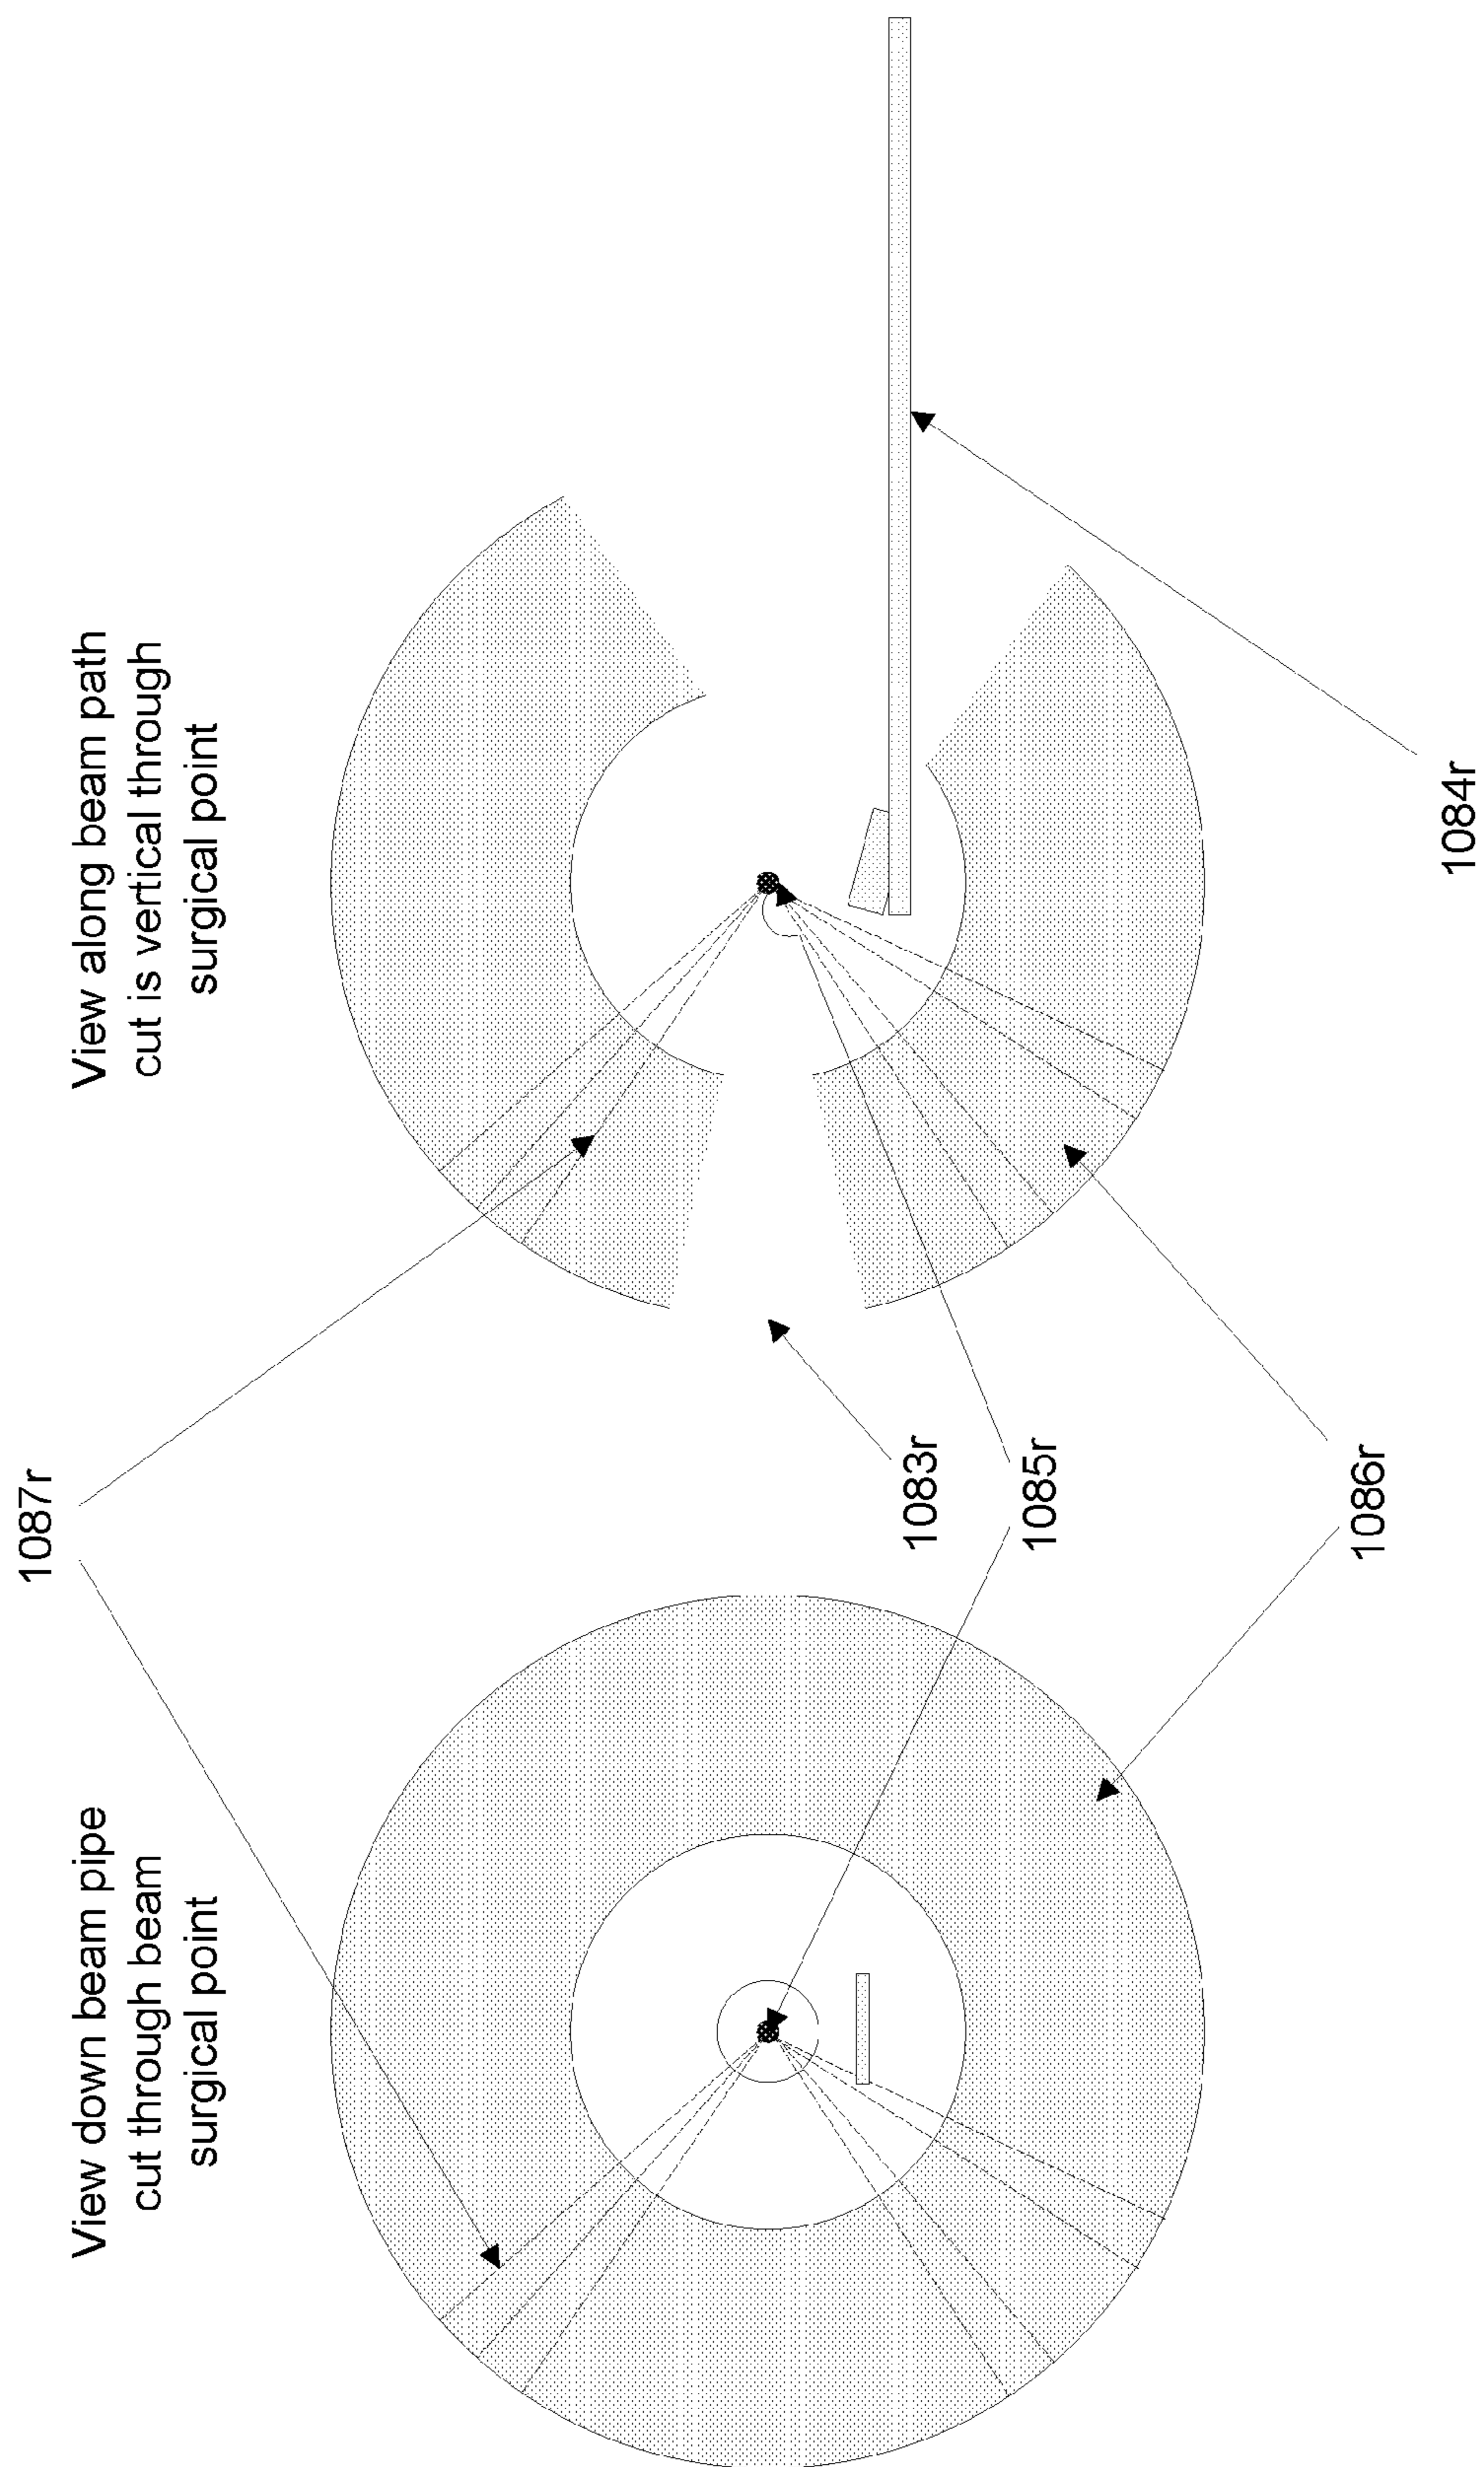 View down beam pipe
cut through beam
surgical point
View along beam path
cut is vertical through
surgical point
1087r
1083r
1085r
1086r
1084r